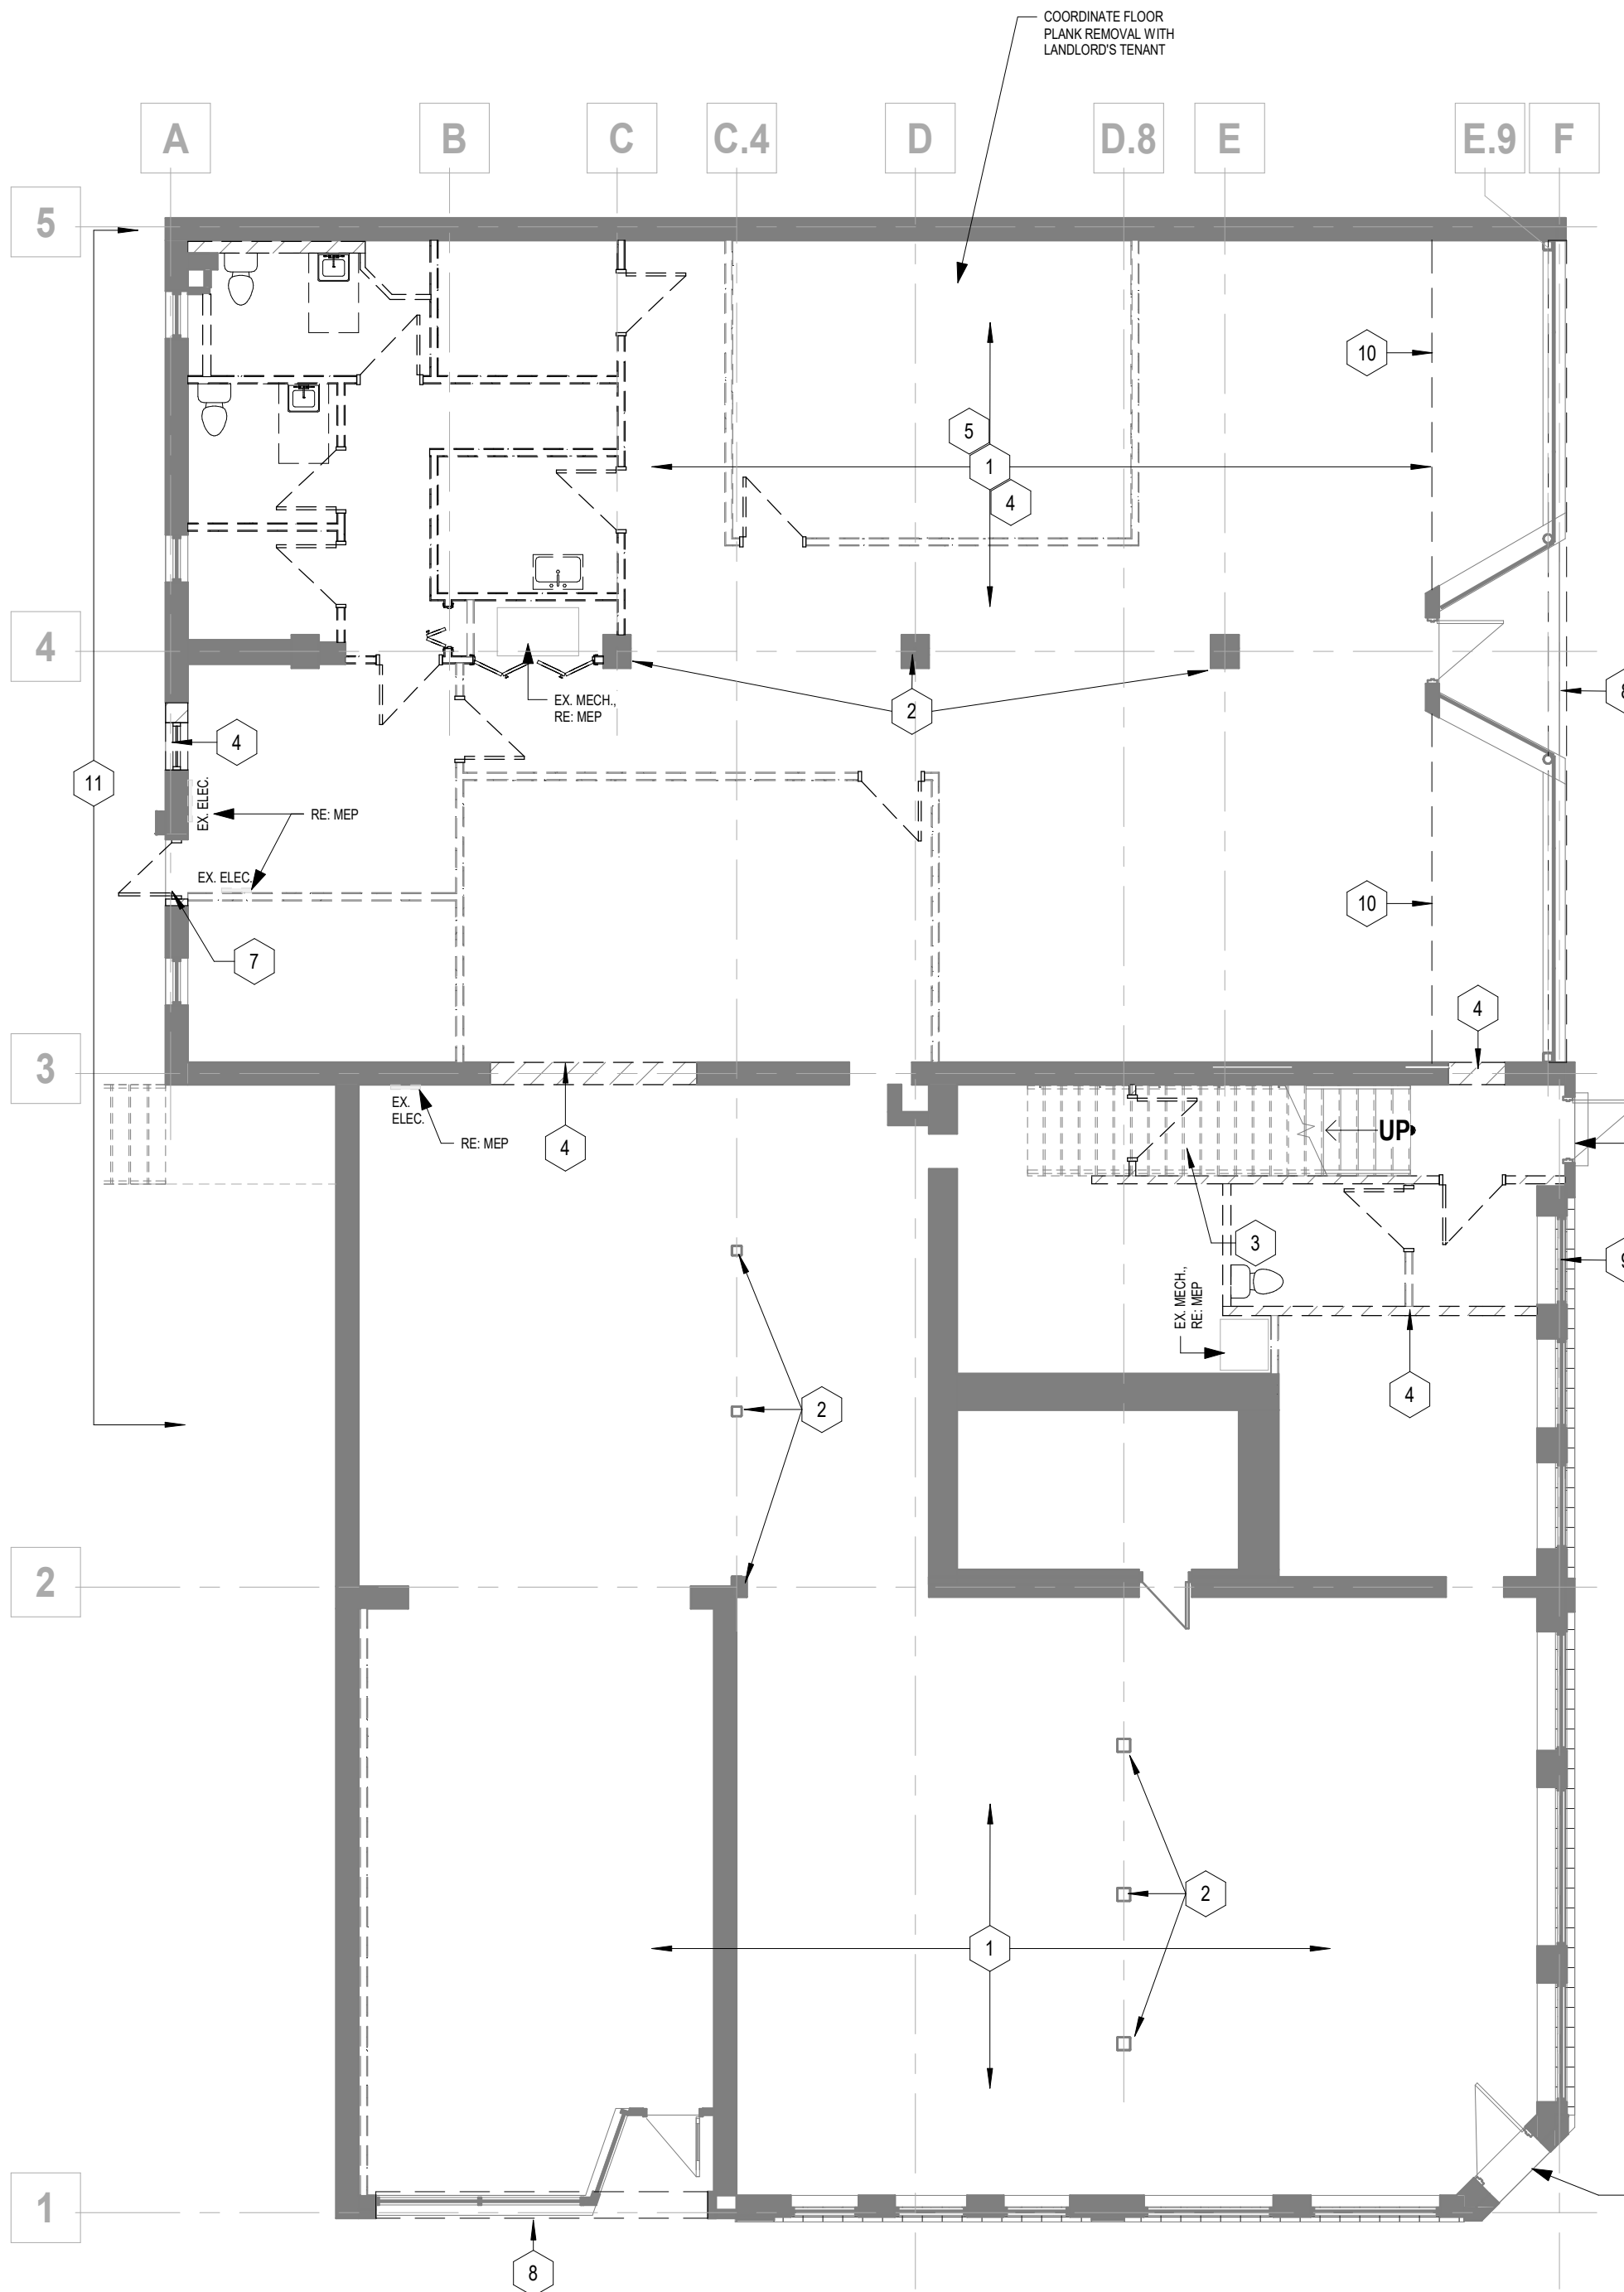 COORDINATE FLOOR
PLANK REMOVAL WITH
LANDLORD'S TENANT
A
B
C
C.4
D
D.8
E
E.9
F
5
10
5
1
4
4
EX. MECH.,
RE: MEP
2
4
11
EX. ELEC.
RE: MEP
EX. ELEC.
10
7
4
3
EX.
ELEC.
RE: MEP
4
UP
3
EX. MECH.,
RE: MEP
4
2
2
2
1
1
8